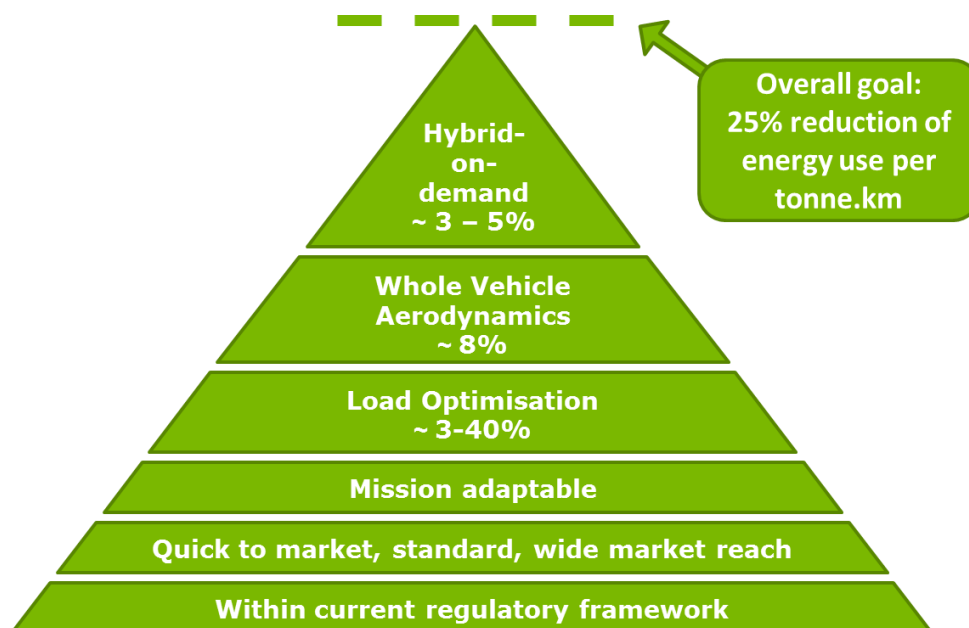 Overall goal:
25% reduction of
energy use per
tonne.km
Hybrid-
on-
demand
~ 3 – 5%
Whole Vehicle
Aerodynamics
~ 8%
Load Optimisation
~ 3-40%
Mission adaptable
Quick to market, standard, wide market reach
Within current regulatory framework